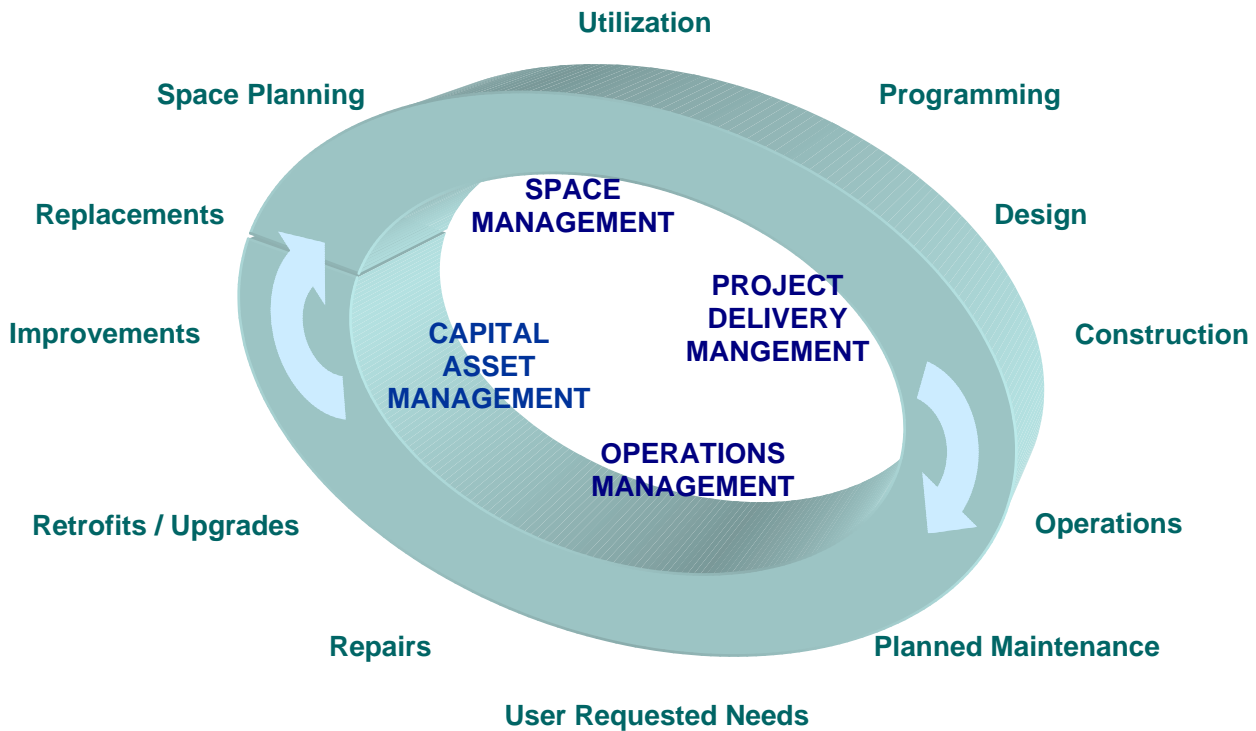 Utilization
Space Planning
Programming
Replacements
SPACE
MANAGEMENT
Design
PROJECT
DELIVERY
MANGEMENT
Improvements
CAPITAL
ASSET
MANAGEMENT
Construction
OPERATIONS
MANAGEMENT
Retrofits / Upgrades
Operations
Repairs
Planned Maintenance
User Requested Needs